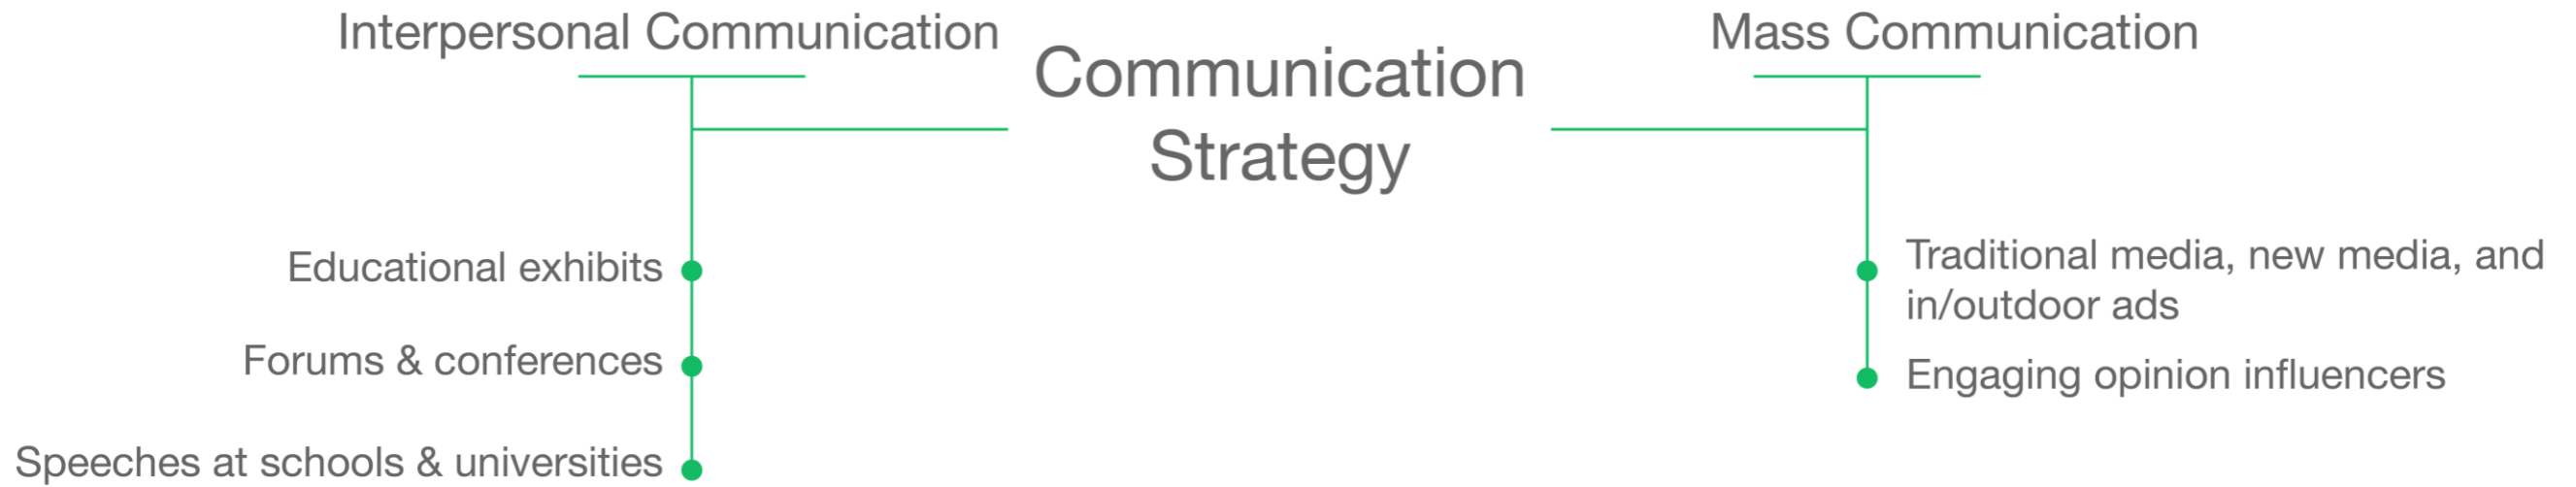 Interpersonal Communication
Communication
Strategy
Mass Communication
Educational exhibits
Forums & conferences
Speeches at schools & universities
Traditional media, new media, and
in/outdoor ads
Engaging opinion influencers